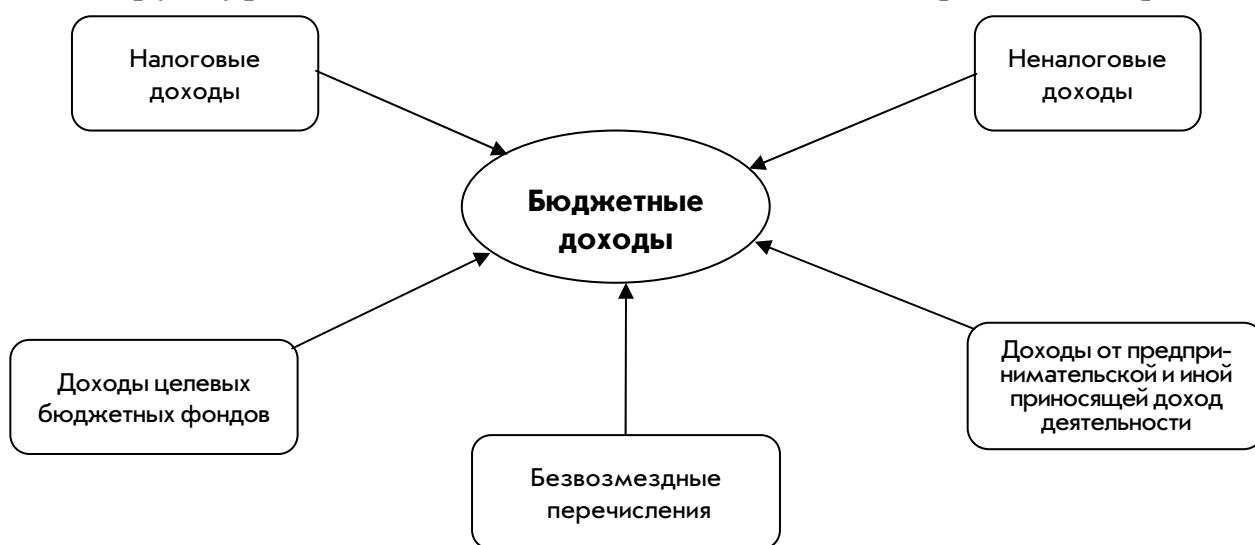 Налоговые
доходы
Неналоговые
доходы
Бюджетные
доходы
Доходы целевых
бюджетных фондов
Безвозмездные
перечисления
Доходы от предпри-
нимательской и иной
приносящей доход
деятельности